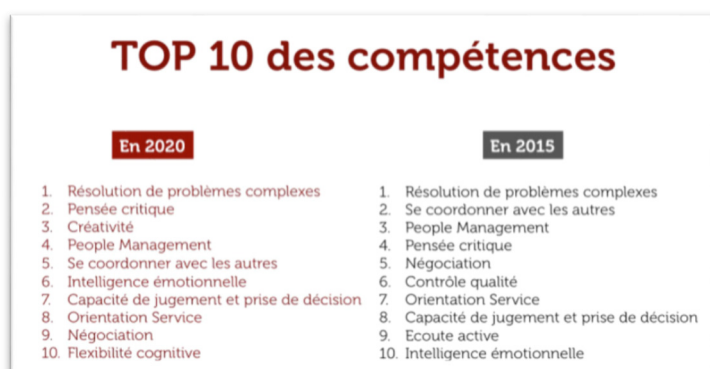 TOP 10 des compétences
En 2020
1. Résolution de problèmes complexes
2. Pensée critique
3. Créativité
4. People Management
5. Se coordonner avec les autres
6. Intelligence émotionnelle
7. Capacité de jugement et prise de décision
8. Orientation Service
9. Négociation
10. Flexibilité cognitive
En 2015
1. Résolution de problèmes complexes
2. Se coordonner avec les autres
3. People Management
4. Pensée critique
5. Négociation
6. Contrôle qualité
7. Orientation Service
8. Capacité de jugement et prise de décision
9. Ecoute active
10. Intelligence émotionnelle